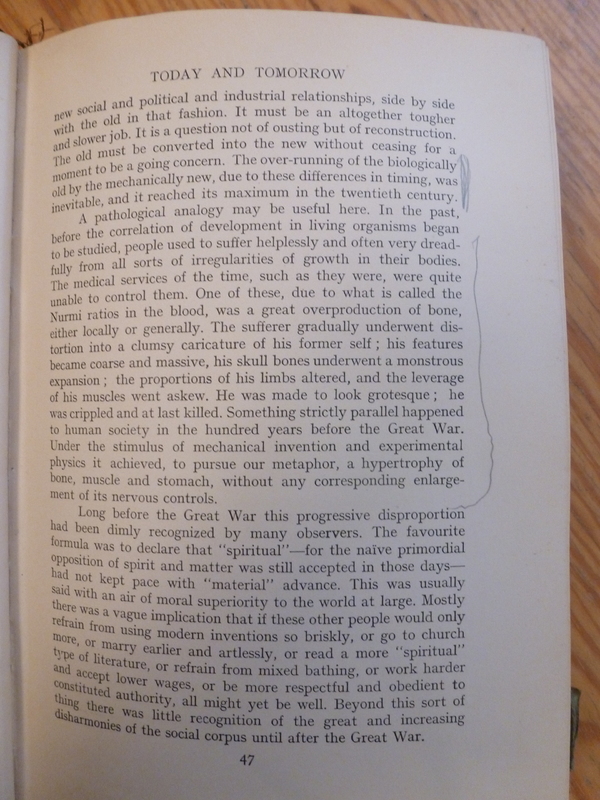 TODAY AND TOMORROW
new social and political and industrial relationships, side by side
with the old in that fashion. It must be an altogether tougher
and slower job. It is a question not of ousting but of reconstruction.
The old must be converted into the new without ceasing for a
moment to be a going concern. The over-running of the biologically
old by the mechanically new, due to these differences in timing, was
inevitable, and it reached its maximum in the twentieth century.
A pathological analogy may be useful here. In the past,
before the correlation of development in living organisms began
to be studied, people used to suffer helplessly and often very dread-
fully from all sorts of irregularities of growth in their bodies.
The medical services of the time, such as they were, were quite
unable to control them. One of these, due to what is called the
Nurmi ratios in the blood, was a great overproduction of bone,
either locally or generally. The sufferer gradually underwent dis-
tortion into a clumsy caricature of his former self; his features
became coarse and massive, his skull bones underwent a monstrous
expansion; the proportions of his limbs altered, and the leverage
of his muscles went askew. He was made to look grotesque; he
was crippled and at last killed. Something strictly parallel happened
to human society in the hundred years before the Great War.
Under the stimulus of mechanical invention and experimental
physics it achieved, to pursue our metaphor, a hypertrophy of
bone, muscle and stomach, without any corresponding enlarge-
ment of its nervous controls.
Long before the Great War this progressive disproportion
had been dimly recognized by many observers. The favourite
formula was to declare that "spiritual"—for the naïve primordial
opposition of spirit and matter was still accepted in those days—
had not kept pace with "material" advance. This was usually
said with an air of moral superiority to the world at large. Mostly
there was a vague implication that if these other people would only
refrain from using modern inventions so briskly, or go to church
more, or marry earlier and artlessly, or read a more "spiritual"
type of literature, or refrain from mixed bathing, or work harder
and accept lower wages, or be more respectful and obedient to
constituted authority, all might yet be well. Beyond this sort of
thing there was little recognition of the great and increasing
disharmonies of the social corpus until after the Great War.
47